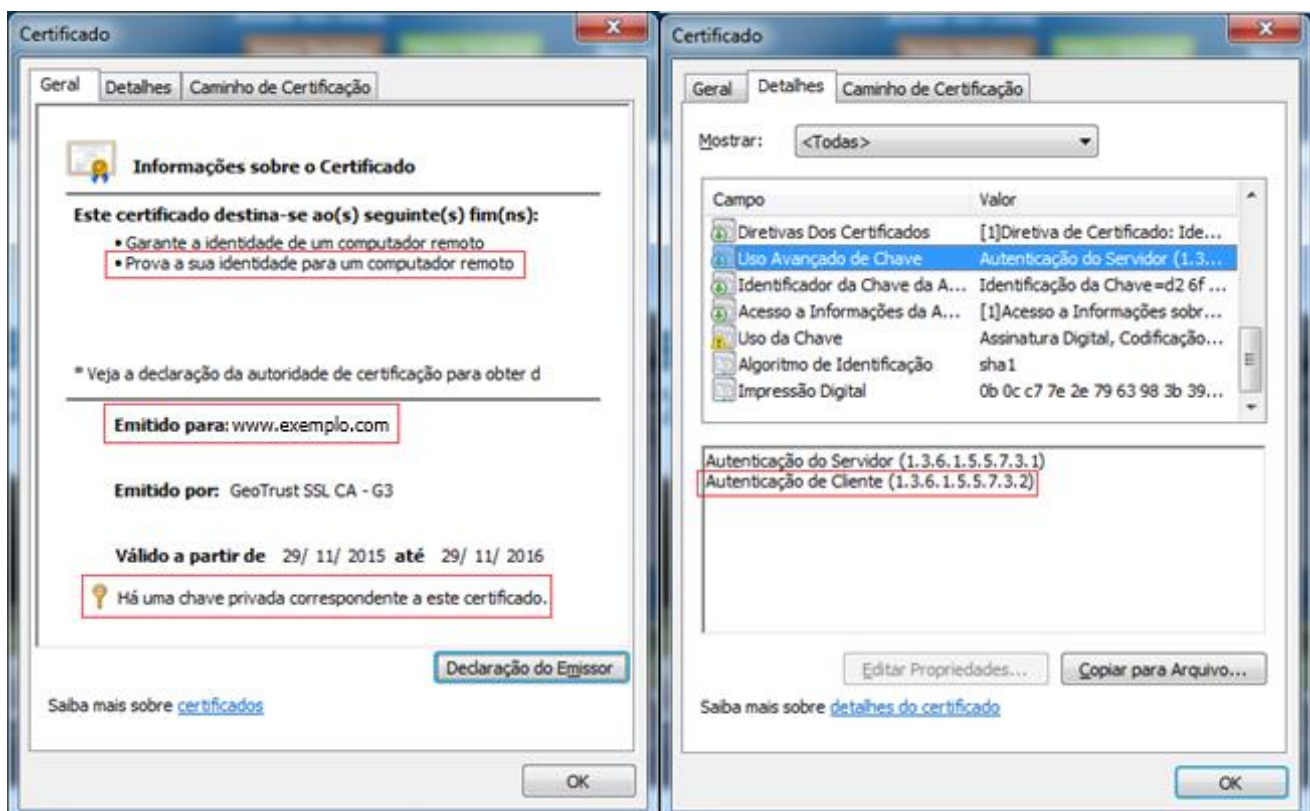 Certificado
Geral
Detalhes
Caminho de Certificação
Informações sobre o Certificado
Este certificado destina-se ao(s) seguinte(s) fim(ns):
• Garante a identidade de um computador remoto
• Prova a sua identidade para um computador remoto
* Veja a declaração da autoridade de certificação para obter d
Emitido para: www.exemplo.com
Emitido por: GeoTrust SSL CA - G3
Válido a partir de 29/ 11/ 2015 até 29/ 11/ 2016
Há uma chave privada correspondente a este certificado.
Declaração do Emissor
Saiba mais sobre certificados
OK
Certificado
Geral
Detalhes
Caminho de Certificação
Mostrar: <Todas>
Campo Valor
Diretivas Dos Certificados [1]Diretiva de Certificado: Ide...
Uso Avançado de Chave Autenticação do Servidor (1.3...
Identificador da Chave da A... Identificação da Chave=d2 6f ...
Acesso a Informações da A... [1]Acesso a Informações sobr...
Uso da Chave Assinatura Digital, Codificação...
Algoritmo de Identificação sha1
Impressão Digital 0b 0c c7 7e 2e 79 63 98 3b 39...
Autenticação do Servidor (1.3.6.1.5.5.7.3.1)
Autenticação de Cliente (1.3.6.1.5.5.7.3.2)
Editar Propriedades...
Copiar para Arquivo...
Saiba mais sobre detalhes do certificado
OK